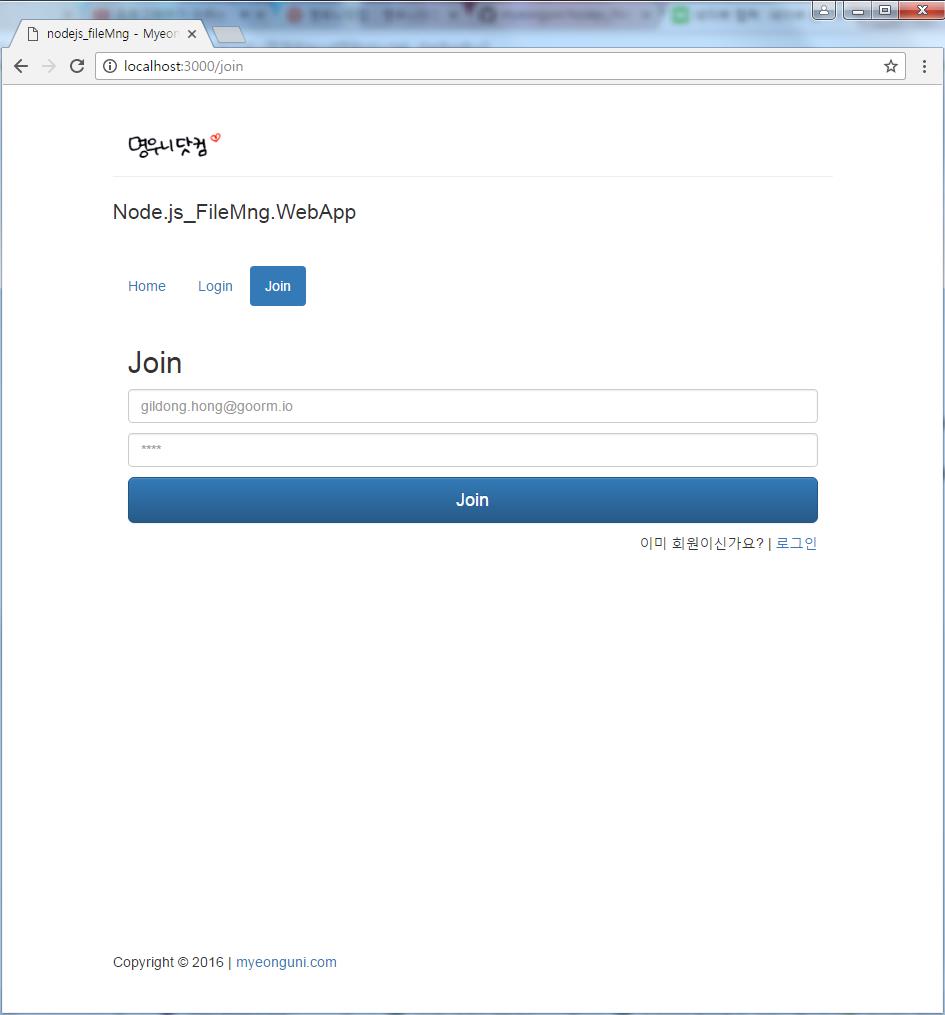 nodejs_fileMng - Myeon
localhost:3000/join
명우니닷컴
Node.js_FileMng.WebApp
Home Login Join
Join
gildong.hong@goorm.io
****
Join
이미 회원이신가요? | 로그인
Copyright © 2016 | myeonguni.com